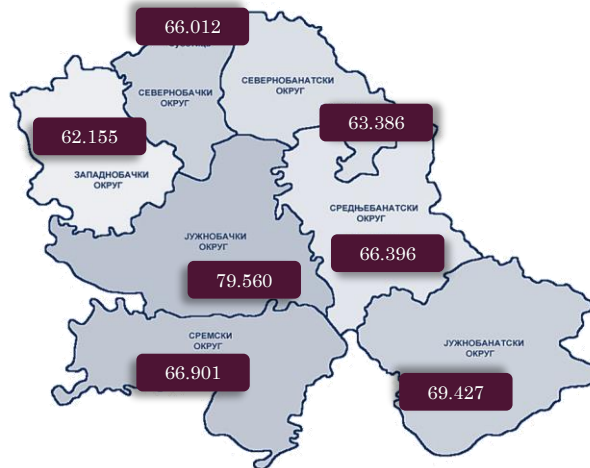 66.012
СЕВЕРНОБАЧКИ
ОКРУГ
СЕВЕРНОБАНАТСКИ
ОКРУГ
63.386
62.155
ЗАПАДНОБАЧКИ
ОКРУГ
СРЕДЊЕБАНАТСКИ
ОКРУГ
66.396
ЈУЖНОБАЧКИ
ОКРУГ
79.560
СРЕМСКИ
ОКРУГ
66.901
ЈУЖНОБАНАТСКИ
ОКРУГ
69.427